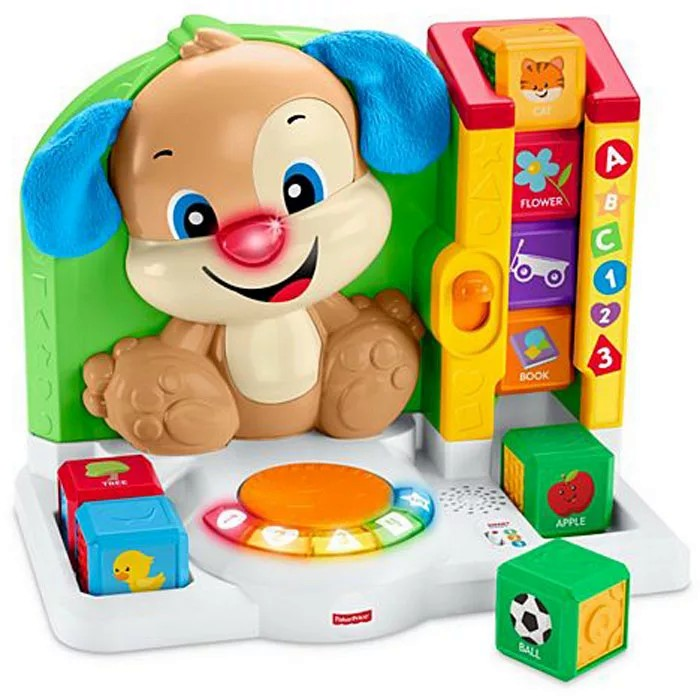 CAT
FLOWER
BOOK
A
B
C
1
2
3
TREE
APPLE
Fisher-Price
BALL